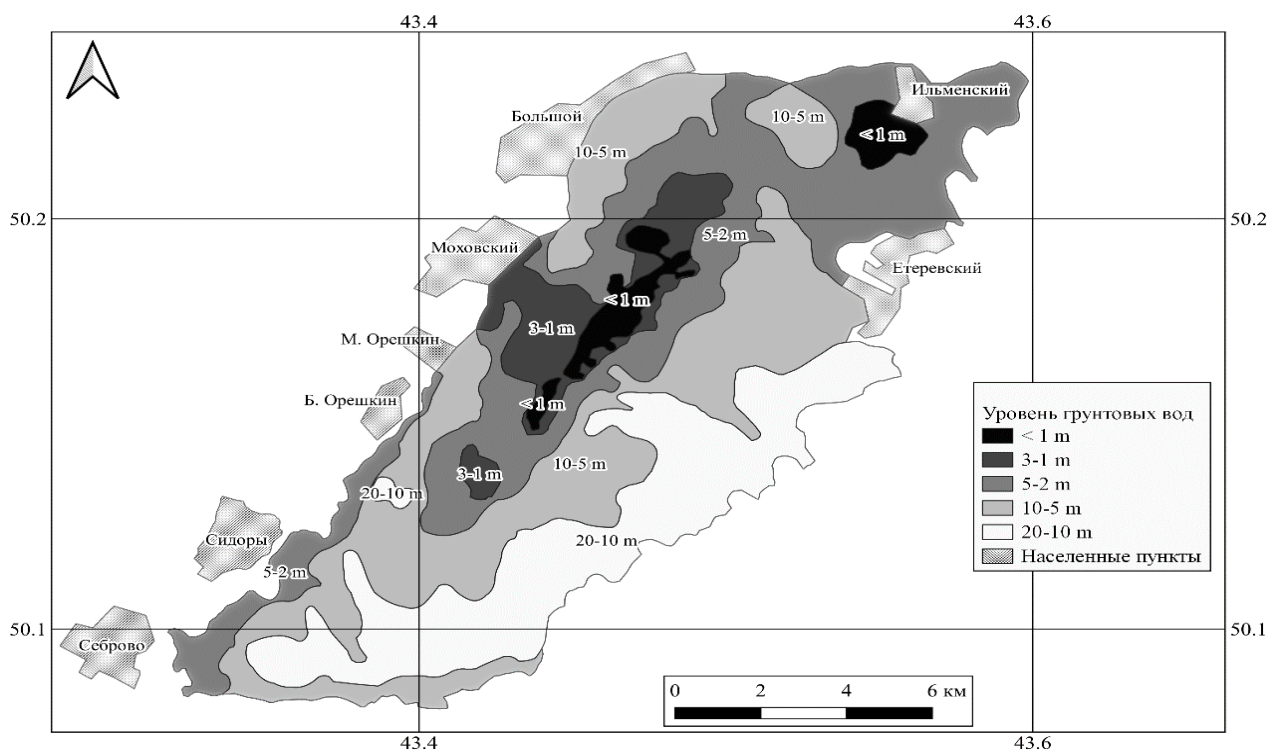 43.4
43.6
Большой
10-5 m
10-5 m
Ильменский
< 1 m
50.2
50.2
Моховский
5-2 m
Етеревский
< 1 m
3-1 m
М. Орешкин
Б. Орешкин
< 1 m
3-1 m
10-5 m
20-10 m
20-10 m
Сидоры
5-2 m
Себрово
50.1
50.1
Уровень грунтовых вод
< 1 m
3-1 m
5-2 m
10-5 m
20-10 m
Населенные пункты
0 2 4 6 км
43.4
43.6